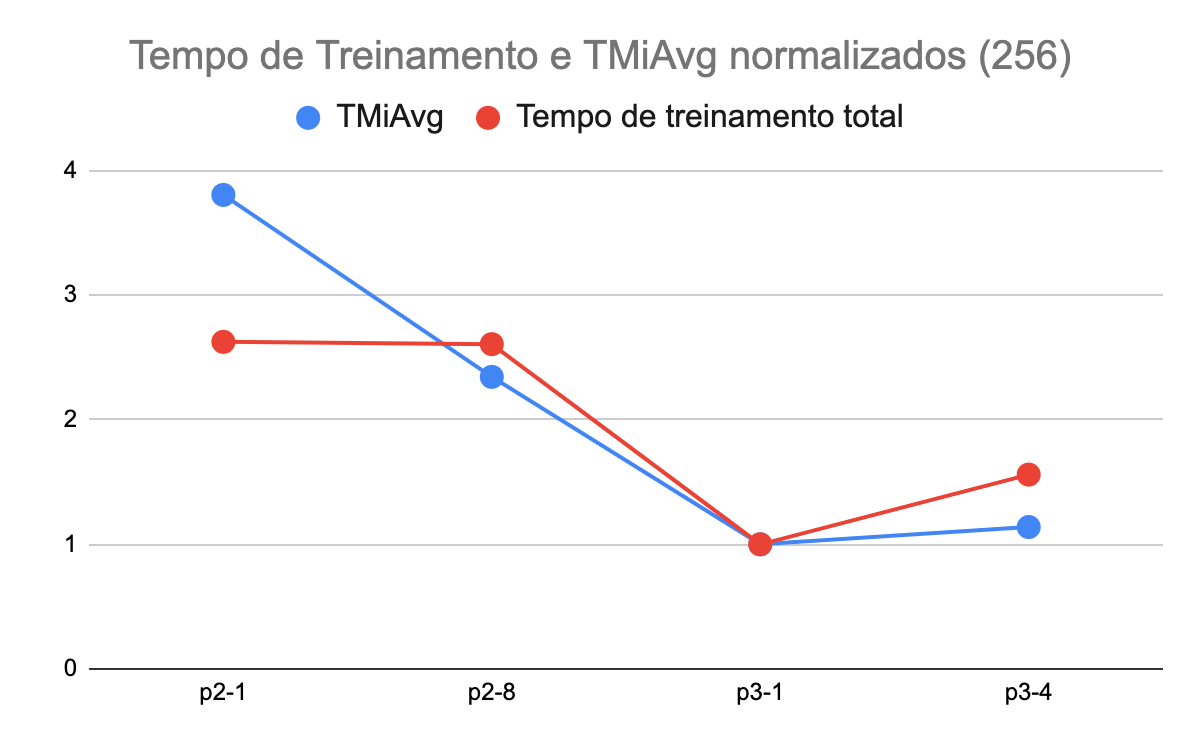 Tempo de Treinamento e TMiAvg normalizados (256)
TMiAvg Tempo de treinamento total
4
3
2
1
0
p2-1 p2-8 p3-1 p3-4